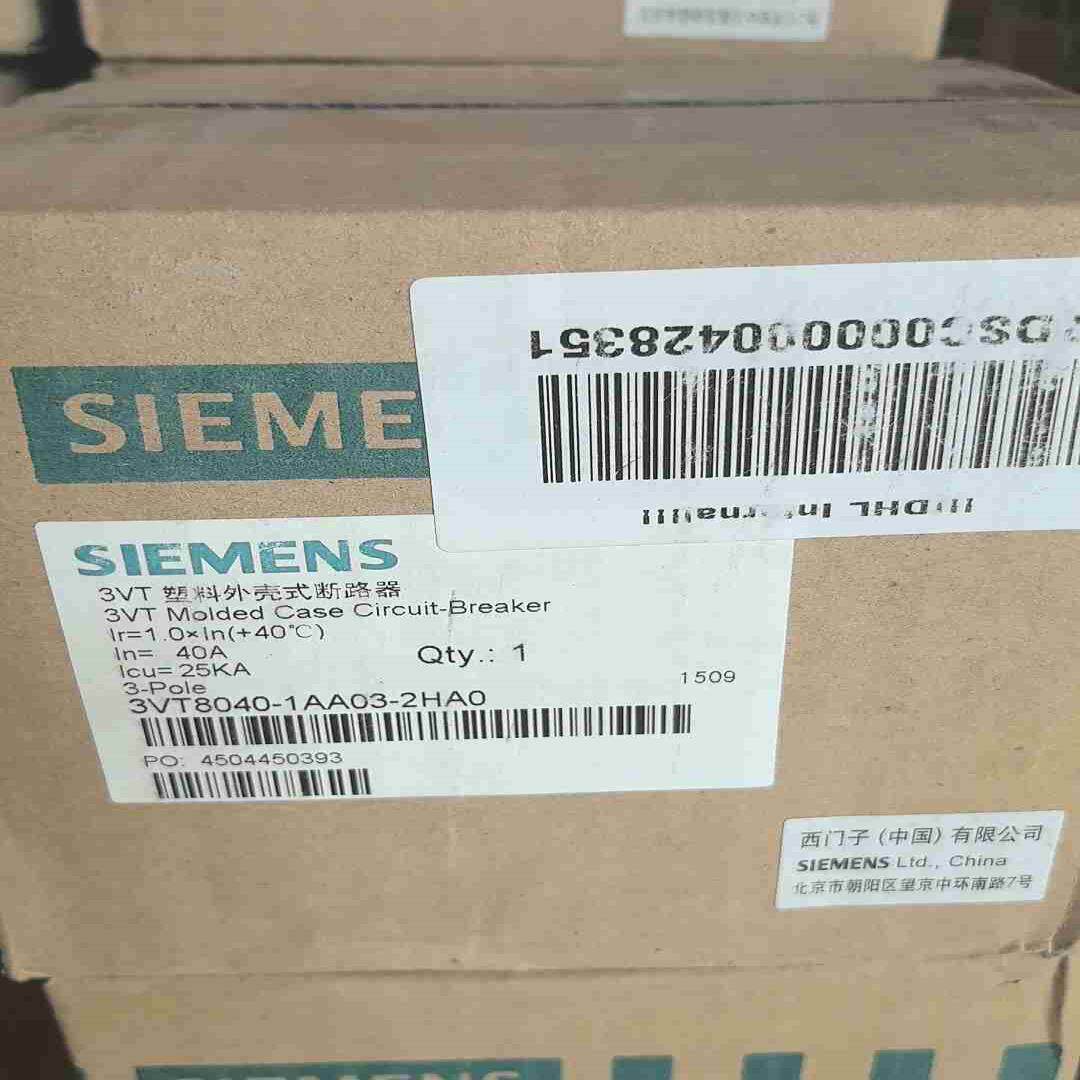 DSC0000000428351
!!!DHL Internal!!!
SIEME
SIEMENS
3VT 塑料外壳式断路器
3VT Molded Case Circuit-Breaker
Ir=1.0×In(+40℃)
In= 40A
Qty.: 1
Icu= 25KA
3-Pole
1509
3VT8040-1AA03-2HA0
PO: 4504450393
西门子(中国)有限公司
SIEMENS Ltd., China
北京市朝阳区望京中环南路7号
SIEMENS